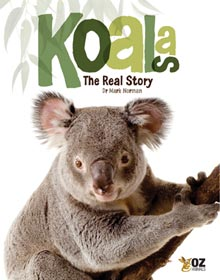 Koalas
The Real Story
Dr Mark Norman
OZ